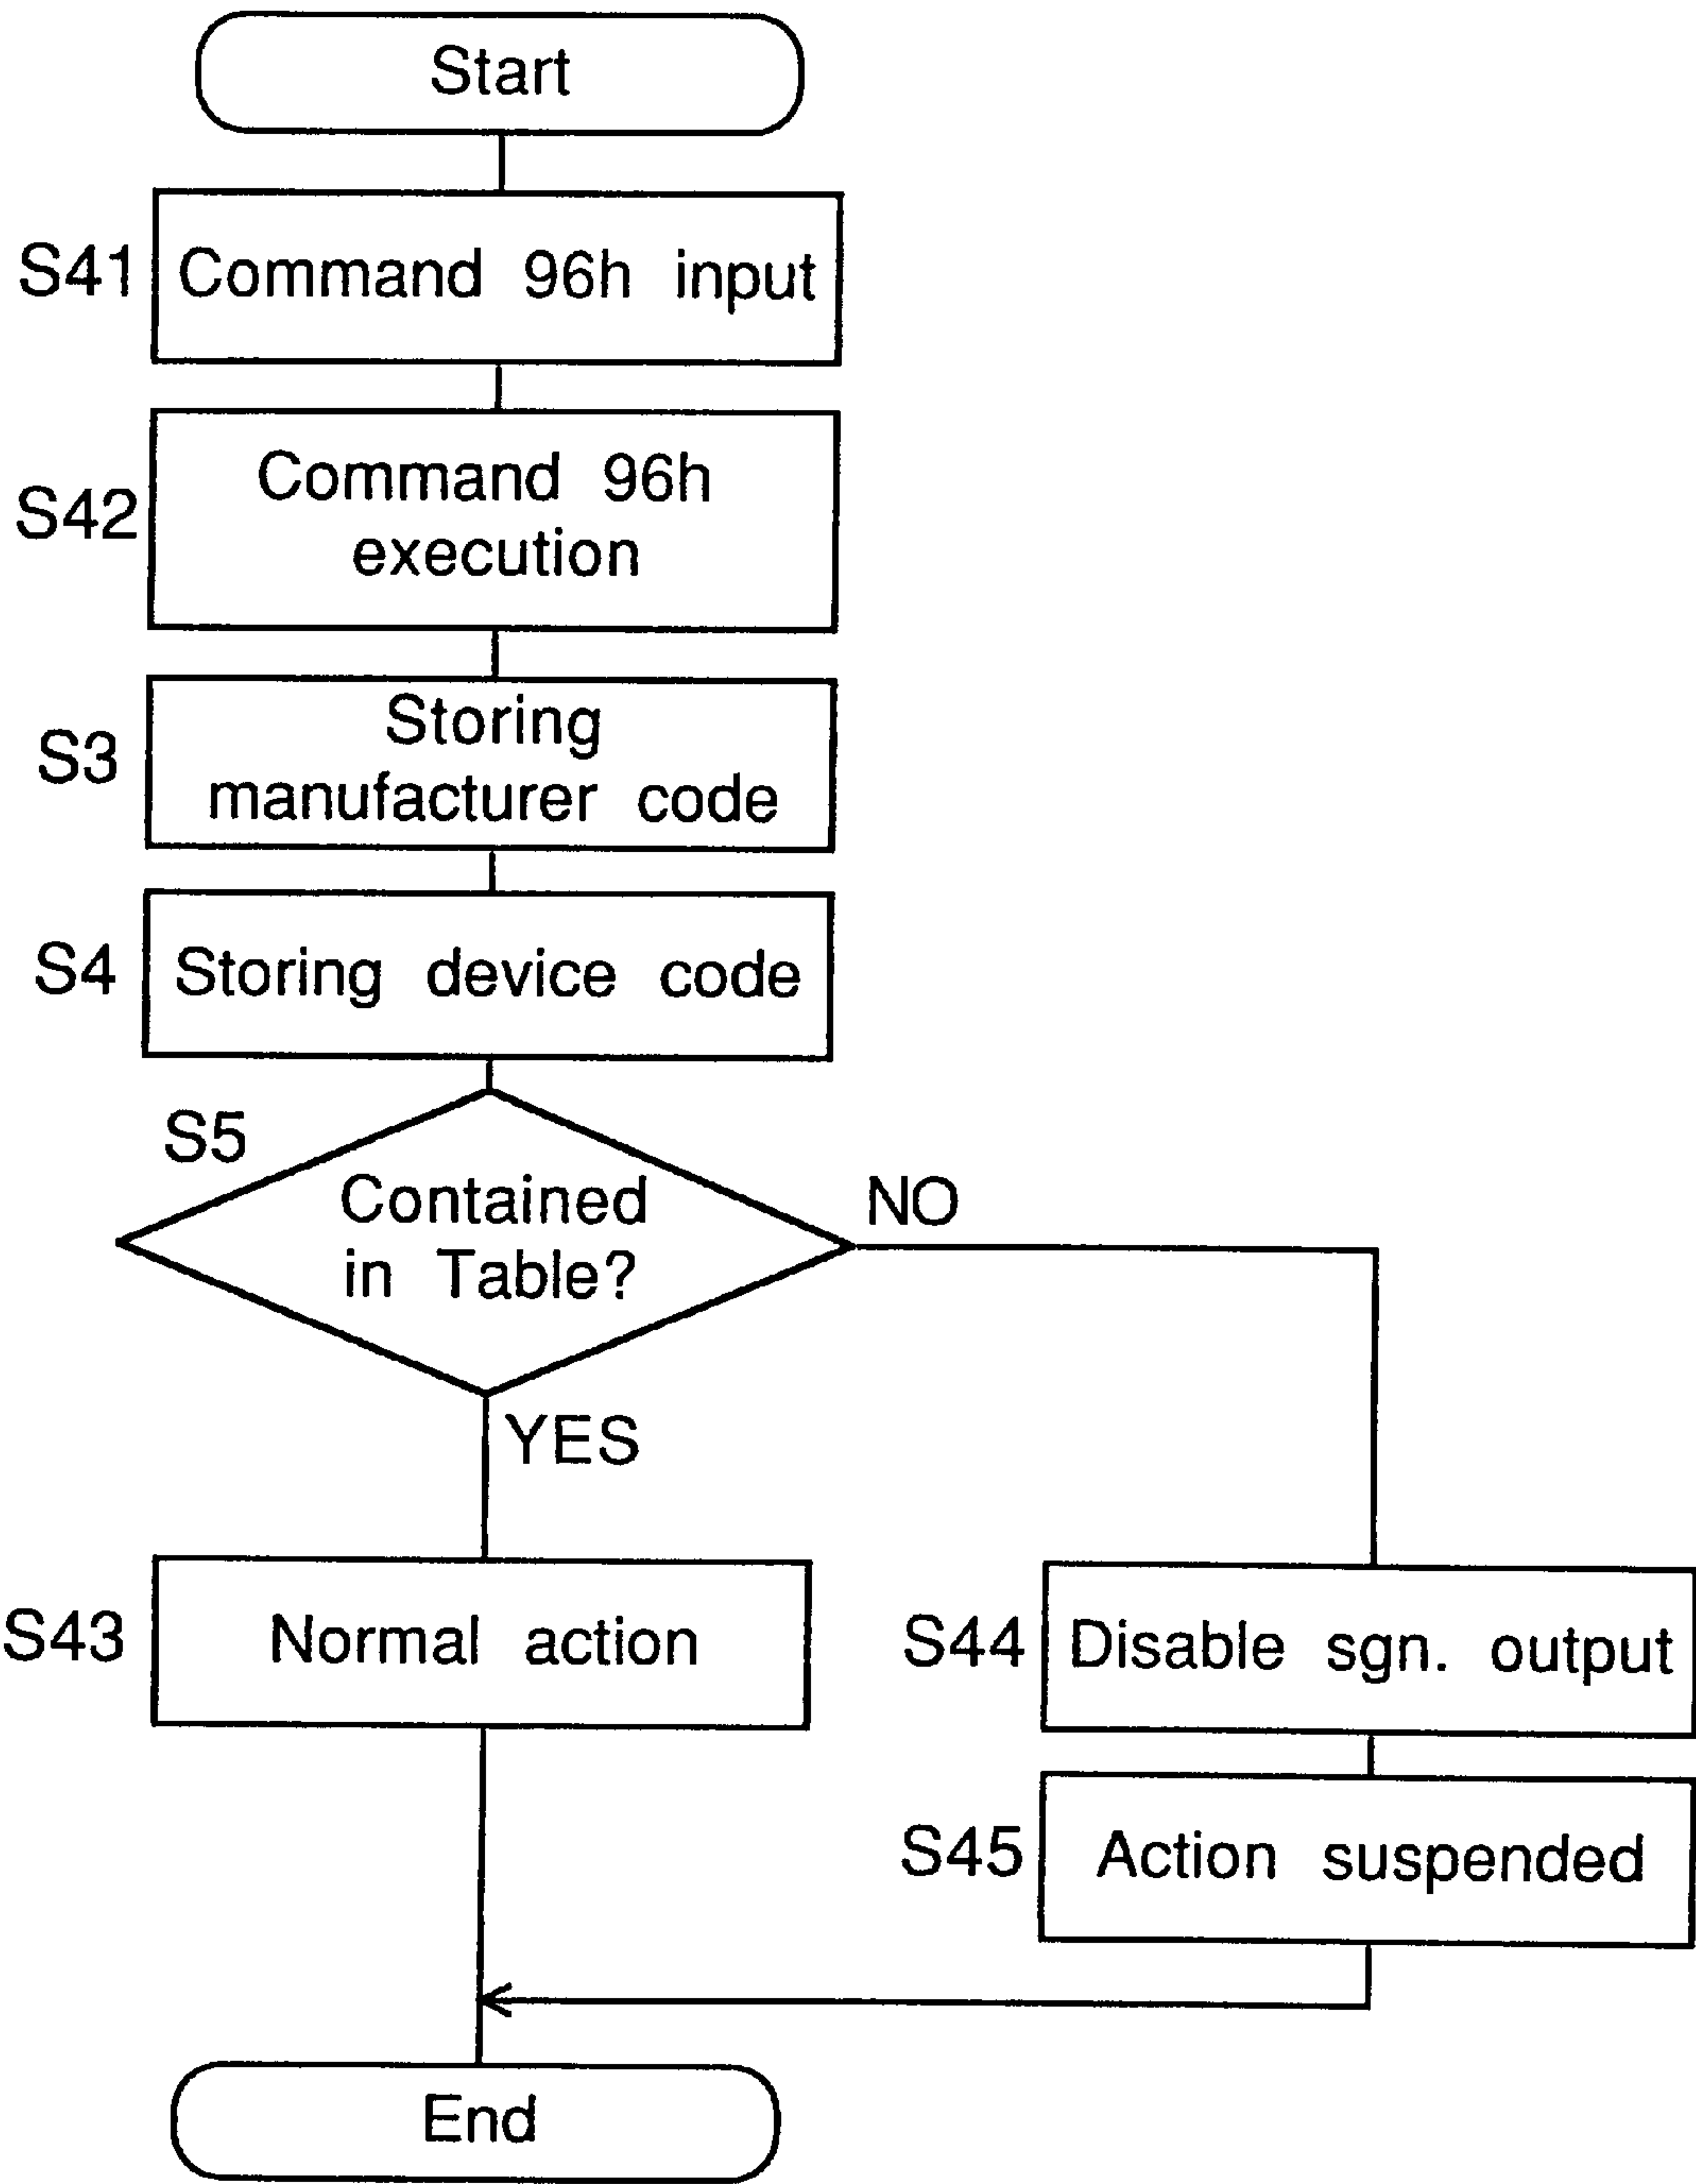 Start
S41
Command 96h input
S42
Command 96h
execution
S3
Storing
manufacturer code
S4
Storing device code
S5
Contained
in Table?
NO
YES
S43
Normal action
S44
Disable sgn. output
S45
Action suspended
End